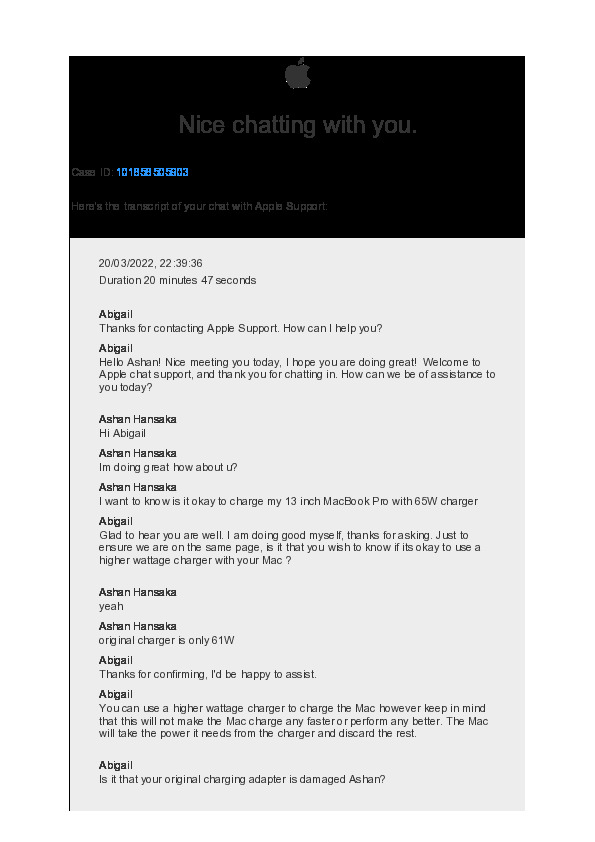 Nice chatting with you.
Case ID:
Here's the transcript of your chat with Apple Support:
20/03/2022, 22:39:36
Duration 20 minutes 47 seconds
Abigail
Thanks for contacting Apple Support. How can I help you?
Abigail
Hello Ashan! Nice meeting you today, I hope you are doing great! Welcome to
Apple chat support, and thank you for chatting in. How can we be of assistance to
you today?
Ashan Hansaka
Hi Abigail
Ashan Hansaka
Im doing great how about u?
Ashan Hansaka
I want to know is it okay to charge my 13 inch MacBook Pro with 65W charger
Abigail
Glad to hear you are well. I am doing good myself, thanks for asking. Just to
ensure we are on the same page, is it that you wish to know if its okay to use a
higher wattage charger with your Mac ?
Ashan Hansaka
yeah
Ashan Hansaka
original charger is only 61W
Abigail
Thanks for confirming, I'd be happy to assist.
Abigail
You can use a higher wattage charger to charge the Mac however keep in mind
that this will not make the Mac charge any faster or perform any better. The Mac
will take the power it needs from the charger and discard the rest.
Abigail
Is it that your original charging adapter is damaged Ashan?